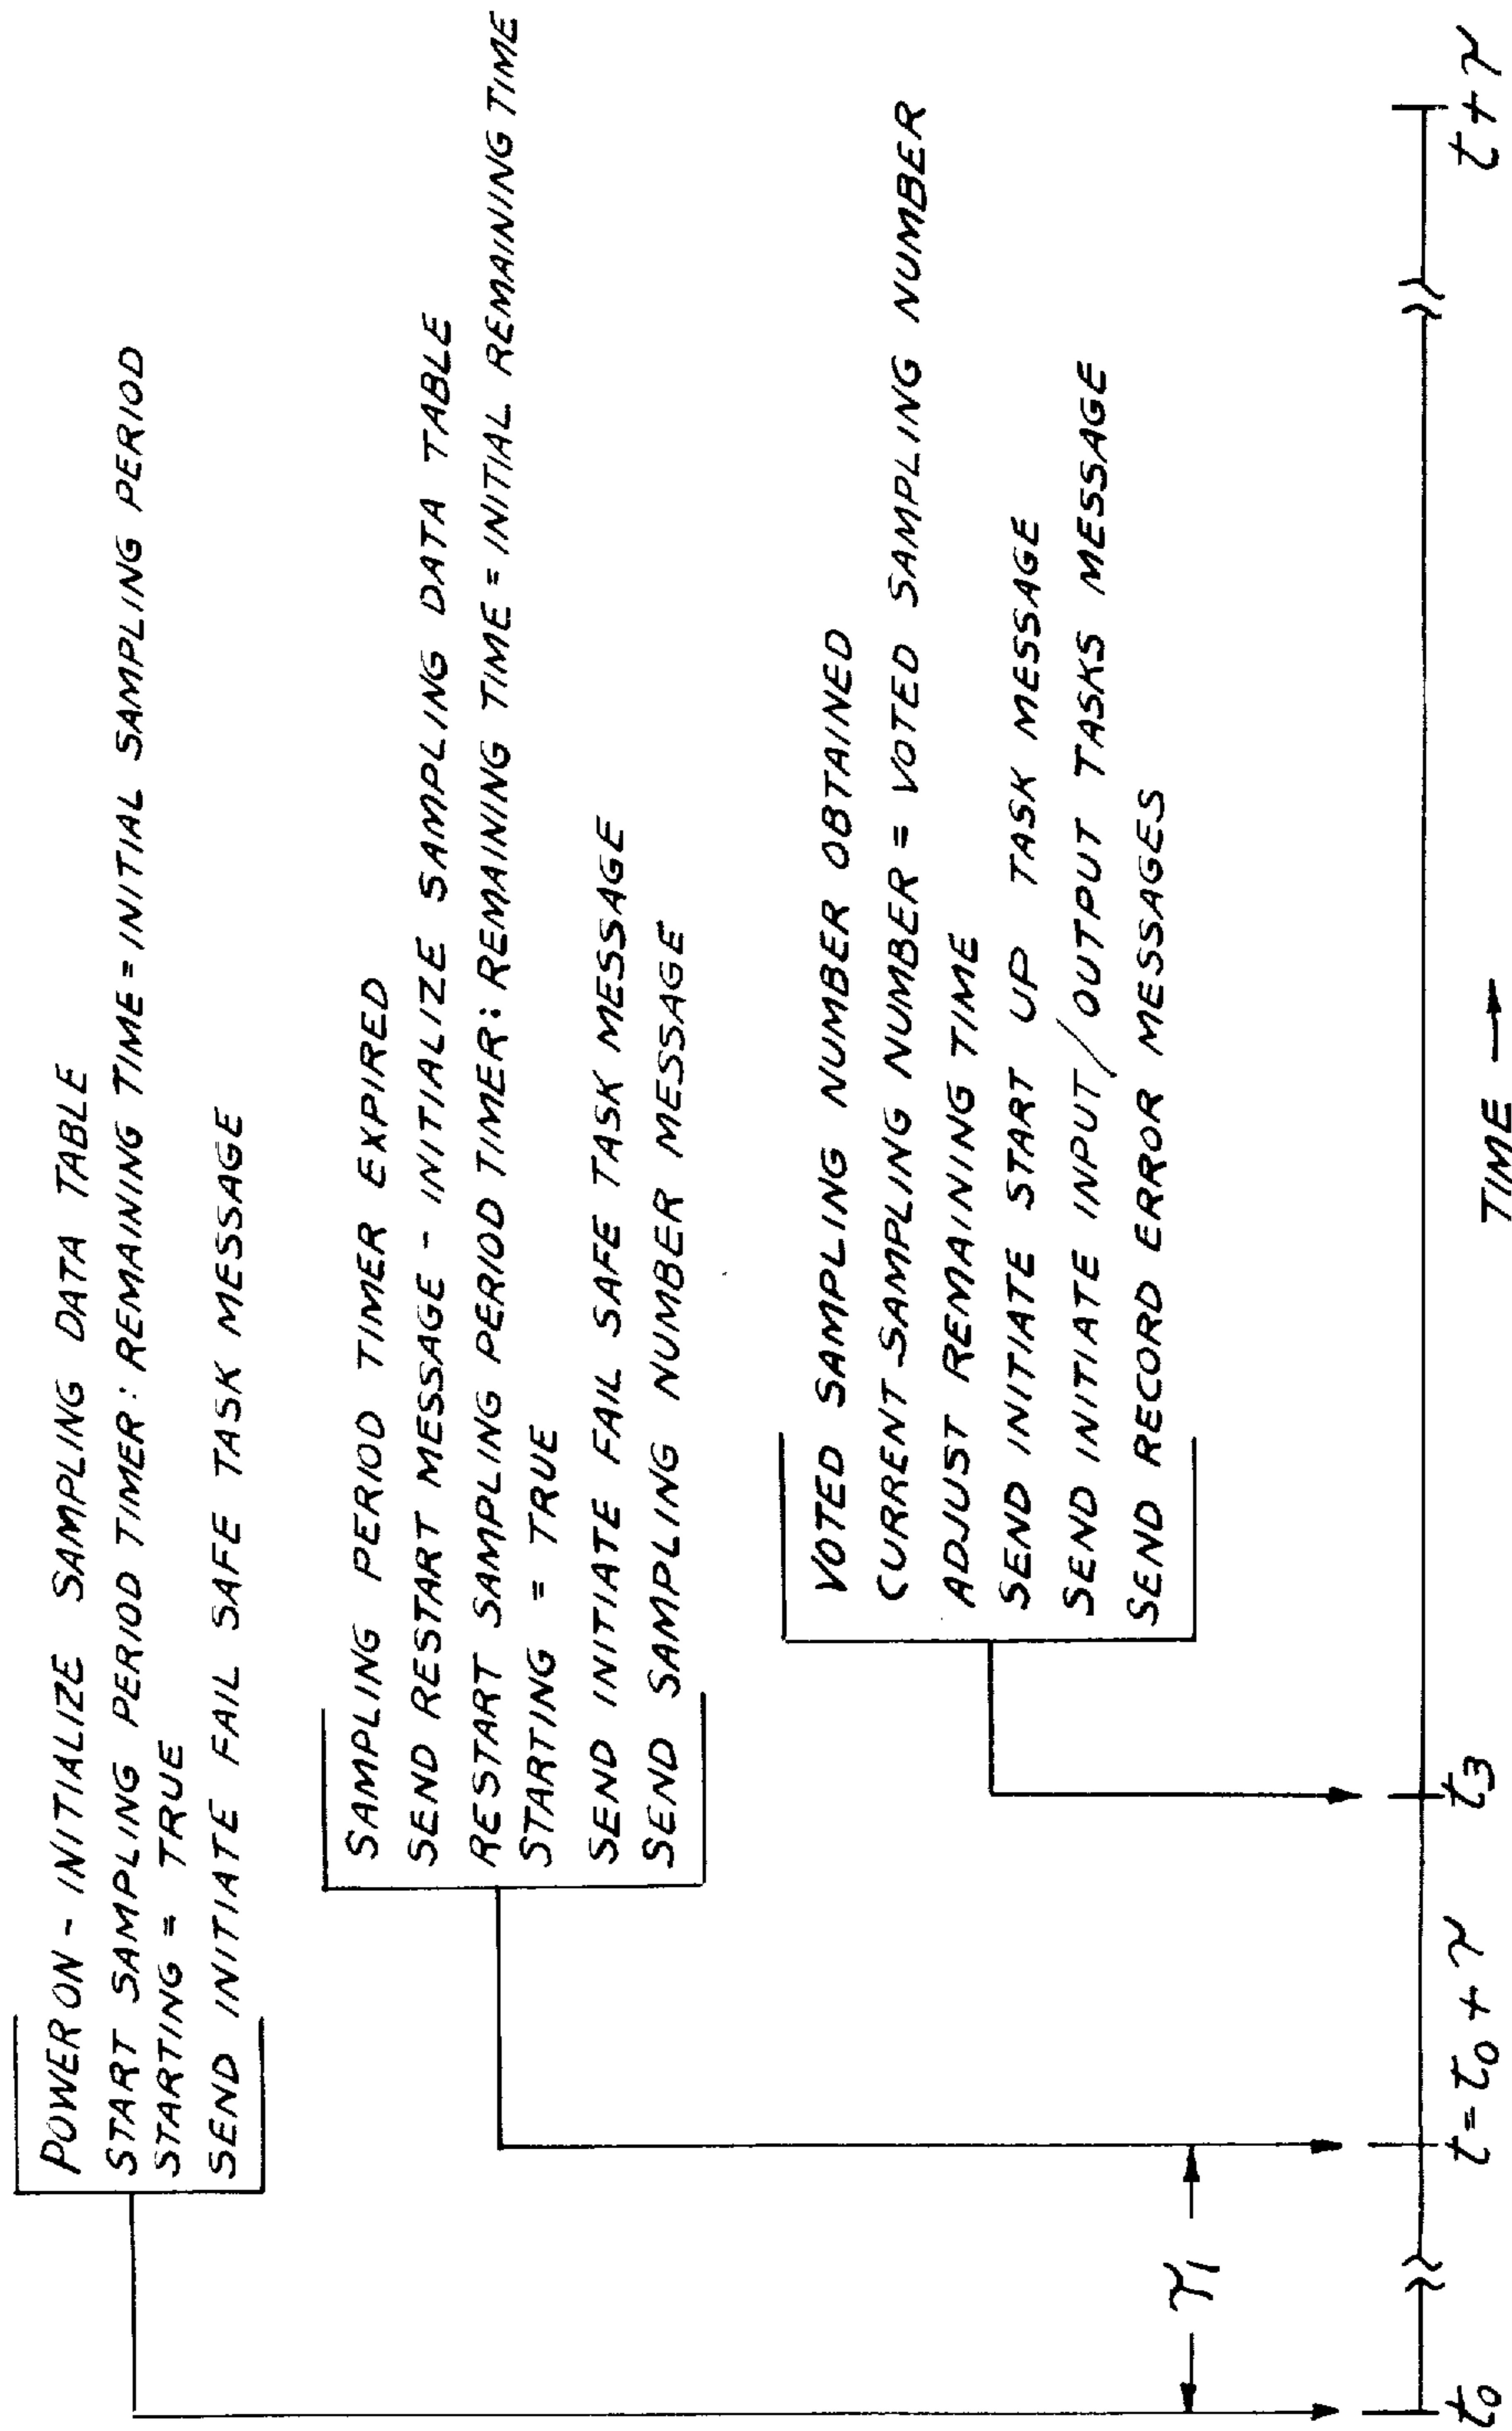 POWER ON - INITIALIZE SAMPLING DATA TABLE
START SAMPLING PERIOD TIMER: REMAINING TIME = INITIAL SAMPLING PERIOD
STARTING = TRUE
SEND INITIATE FAIL SAFE TASK MESSAGE
SAMPLING PERIOD TIMER EXPIRED
SEND RESTART MESSAGE - INITIALIZE SAMPLING DATA TABLE
RESTART SAMPLING PERIOD TIMER: REMAINING TIME = INITIAL REMAINING TIME
STARTING = TRUE
SEND INITIATE FAIL SAFE TASK MESSAGE
SEND SAMPLING NUMBER MESSAGE
VOTED SAMPLING NUMBER OBTAINED
CURRENT SAMPLING NUMBER = VOTED SAMPLING NUMBER
ADJUST REMAINING TIME
SEND INITIATE START UP TASK MESSAGE
SEND INITIATE INPUT/OUTPUT TASKS MESSAGE
SEND RECORD ERROR MESSAGES
τ1
t0
t = t0 + τ
t3
t + τ
TIME →